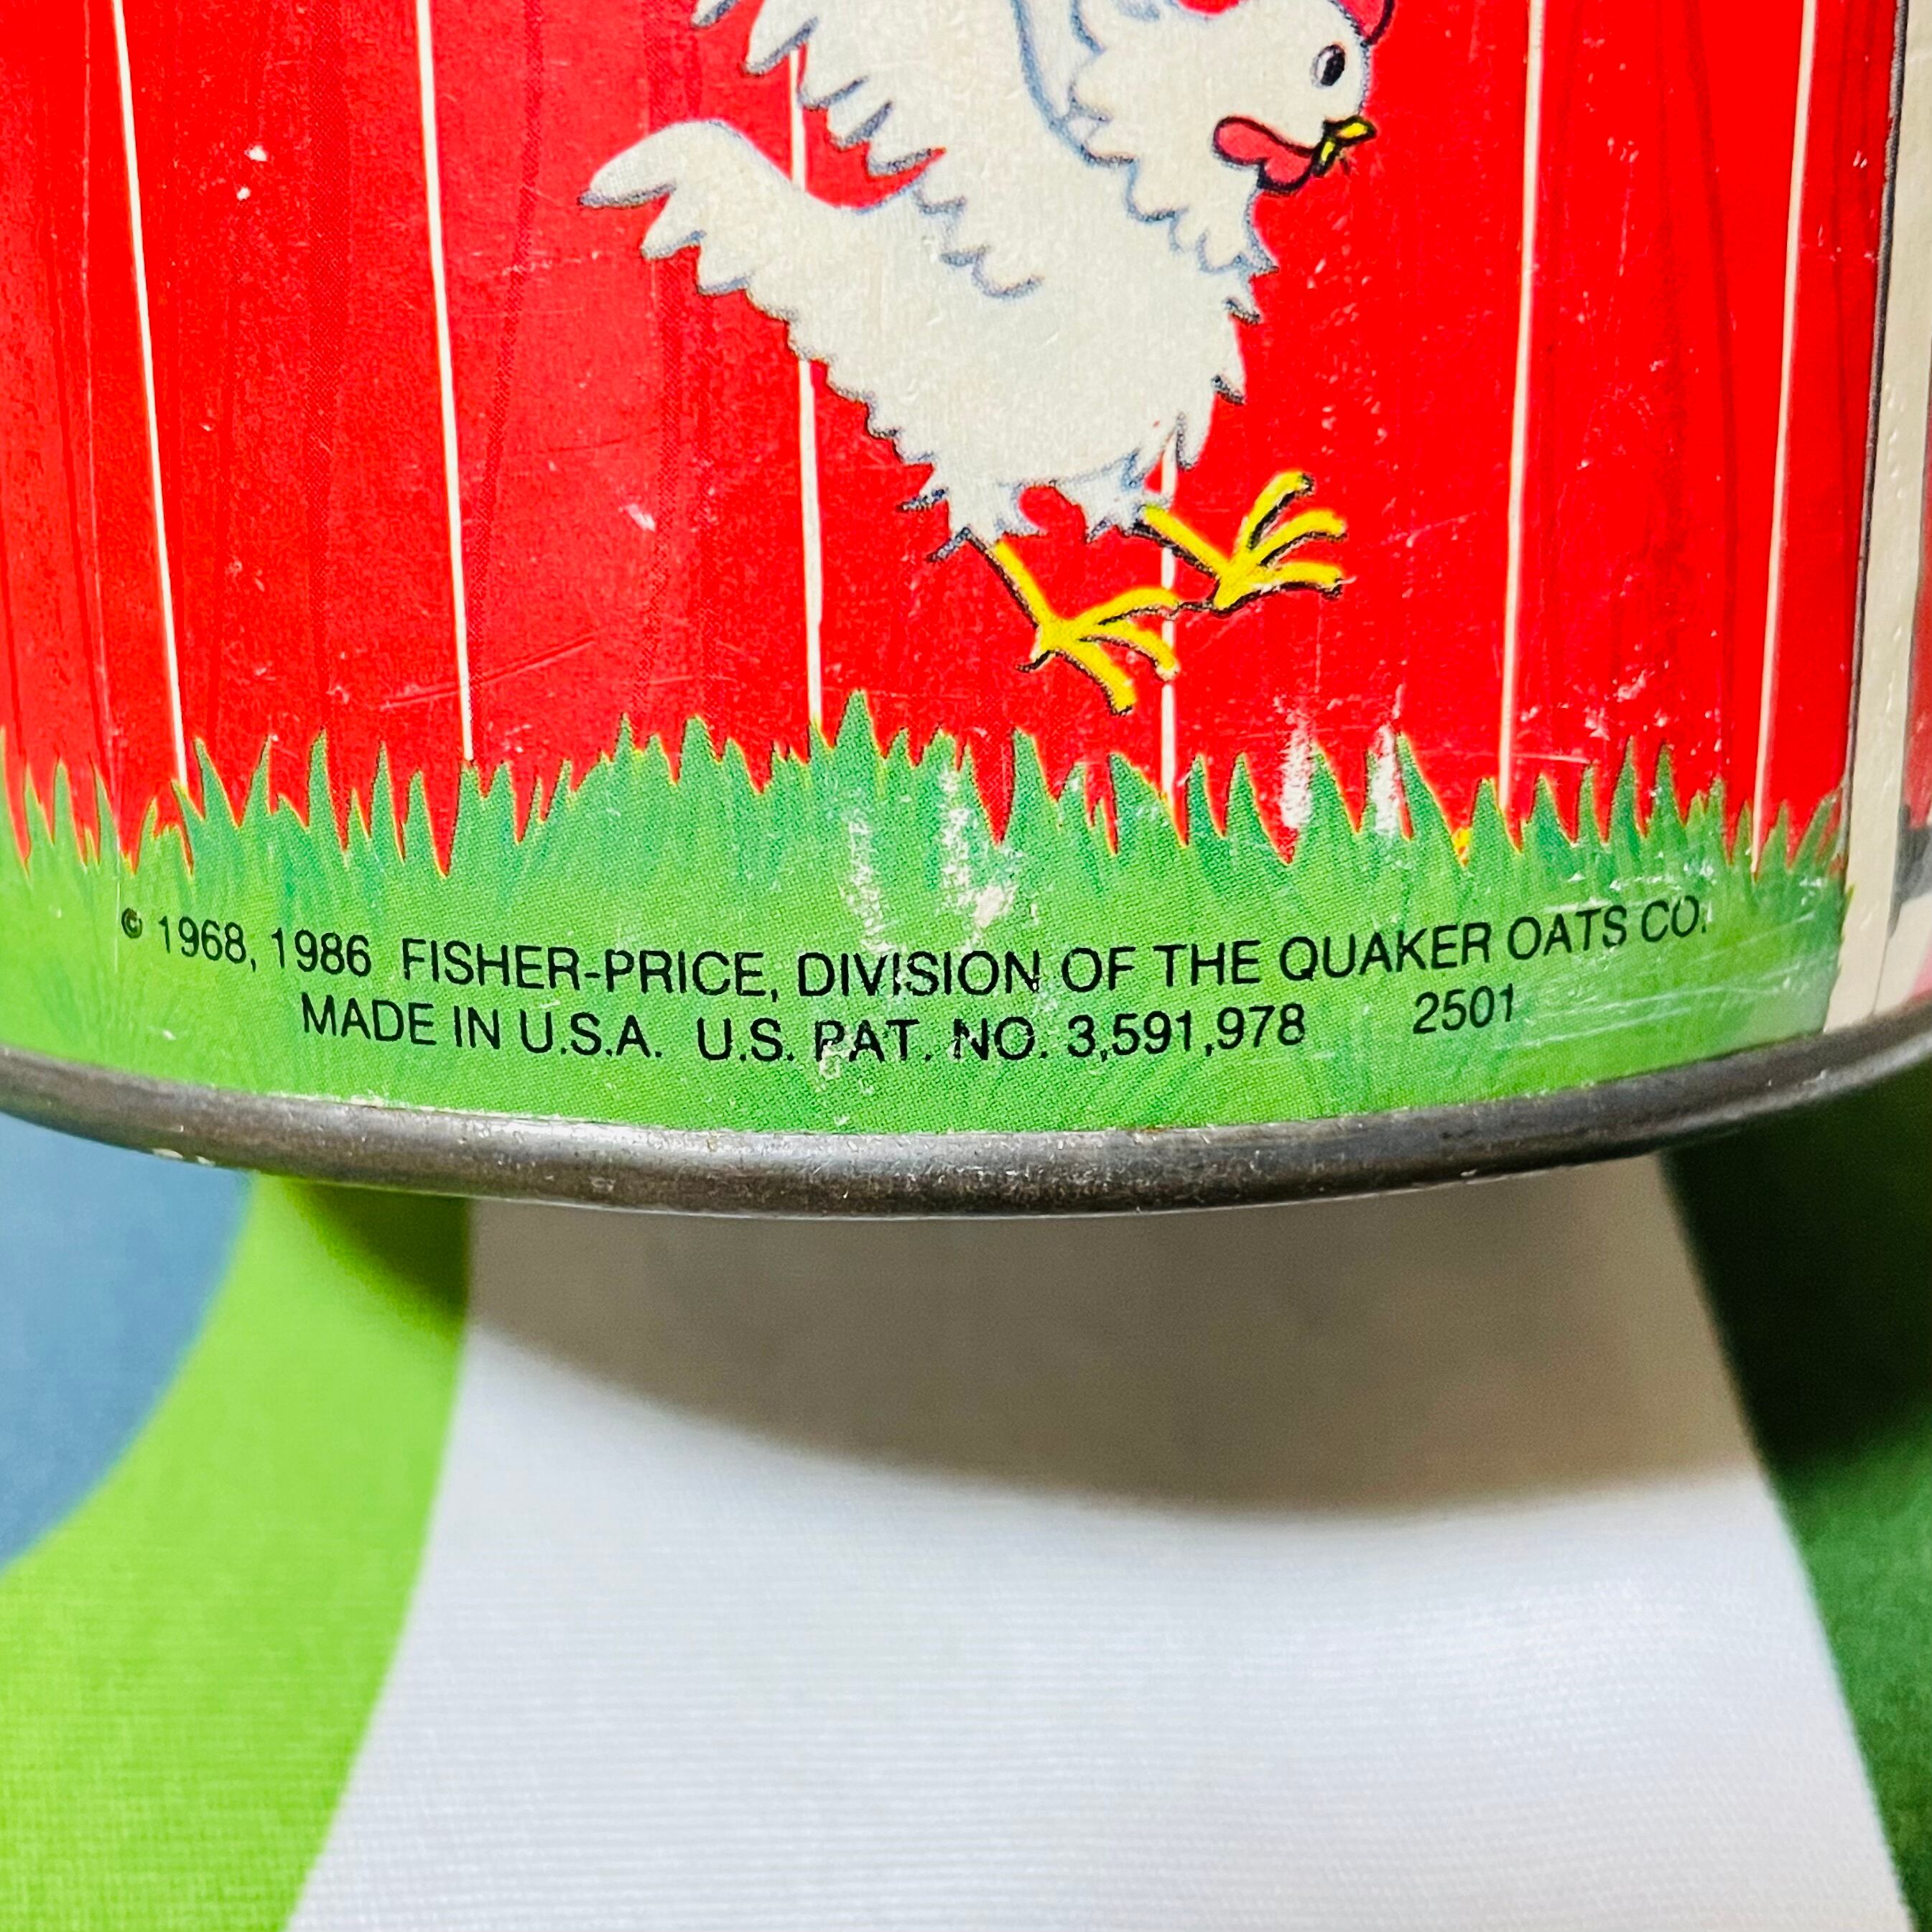 © 1968, 1986 FISHER-PRICE, DIVISION OF THE QUAKER OATS CO.
MADE IN U.S.A. U.S. PAT. NO. 3,591,978 2501